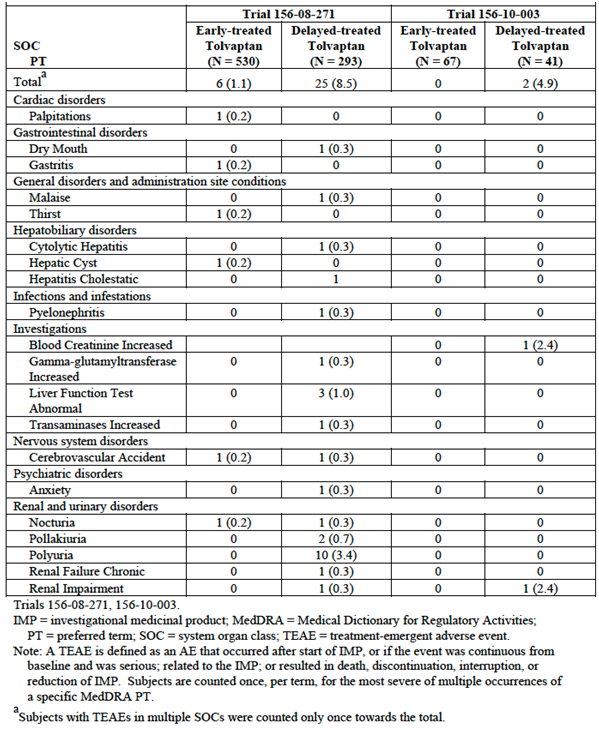 Trial 156-08-271 Trial 156-10-003
Early-treated Delayed-treated Early-treated Delayed-treated
SOC Tolvaptan Tolvaptan Tolvaptan Tolvaptan
PT (N = 530) (N = 293) (N = 67) (N = 41)
Totala 6 (1.1) 25 (8.5) 0 2 (4.9)
Cardiac disorders
Palpitations 1 (0.2) 0 0 0
Gastrointestinal disorders
Dry Mouth 0 1 (0.3) 0 0
Gastritis 1 (0.2) 0 0 0
General disorders and administration site conditions
Malaise 0 1 (0.3) 0 0
Thirst 1 (0.2) 0 0 0
Hepatobiliary disorders
Cytolytic Hepatitis 0 1 (0.3) 0 0
Hepatic Cyst 1 (0.2) 0 0 0
Hepatitis Cholestatic 0 1 0 0
Infections and infestations
Pyelonephritis 0 1 (0.3) 0 0
Investigations
Blood Creatinine Increased 0 1 (2.4)
Gamma-glutamyltransferase 0 1 (0.3) 0 0
Increased
Liver Function Test 0 3 (1.0) 0 0
Abnormal
Transaminases Increased 0 1 (0.3) 0 0
Nervous system disorders
Cerebrovascular Accident 1 (0.2) 1 (0.3) 0 0
Psychiatric disorders
Anxiety 0 1 (0.3) 0 0
Renal and urinary disorders
Nocturia 1 (0.2) 1 (0.3) 0 0
Pollakiuria 0 2 (0.7) 0 0
Polyuria 0 10 (3.4) 0 0
Renal Failure Chronic 0 1 (0.3) 0 0
Renal Impairment 0 1 (0.3) 0 1 (2.4)
Trials 156-08-271, 156-10-003.
IMP = investigational medicinal product; MedDRA = Medical Dictionary for Regulatory Activities;
PT = preferred term; SOC = system organ class; TEAE = treatment-emergent adverse event.
Note: A TEAE is defined as an AE that occurred after start of IMP, or if the event was continuous from
baseline and was serious; related to the IMP; or resulted in death, discontinuation, interruption, or
reduction of IMP. Subjects are counted once, per term, for the most severe of multiple occurrences of
a specific MedDRA PT.
aSubjects with TEAEs in multiple SOCs were counted only once towards the total.